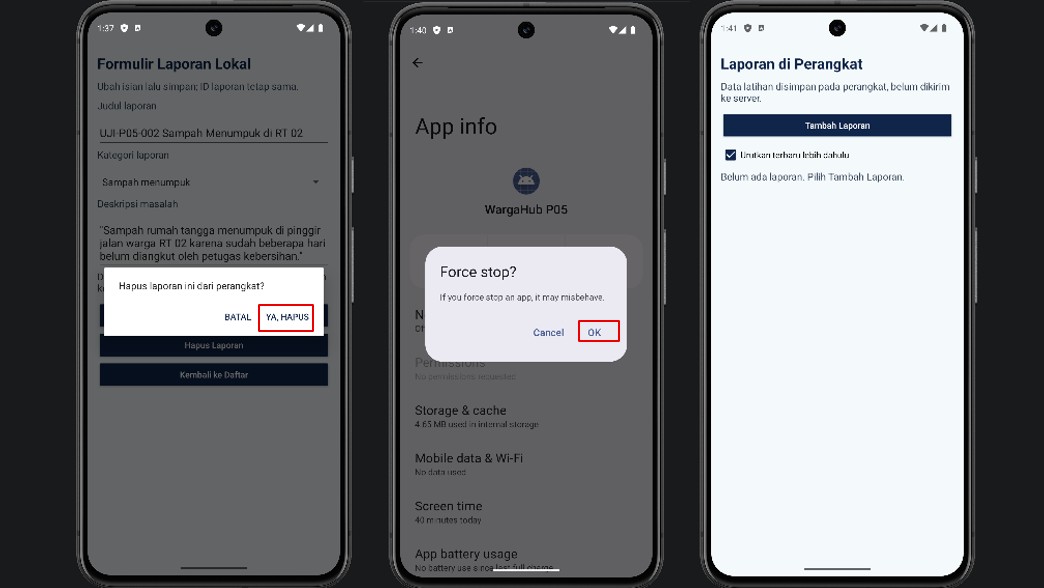 1:37
Formulir Laporan Lokal
Ubah isian lalu simpan; ID laporan tetap sama.
Judul laporan
UJI-P05-002 Sampah Menumpuk di RT 02
Kategori laporan
Sampah menumpuk
Deskripsi masalah
"Sampah rumah tangga menumpuk di pinggir
jalan warga RT 02 karena sudah beberapa hari
belum diangkut oleh petugas kebersihan."
Hapus laporan ini dari perangkat?
BATAL
YA, HAPUS
Hapus Laporan
Kembali ke Daftar
1:40
App info
WargaHub P05
Force stop?
If you force stop an app, it may misbehave.
Cancel
OK
Permissions
No permissions requested
Storage & cache
4.65 MB used in internal storage
Mobile data & Wi-Fi
No data used
Screen time
40 minutes today
App battery usage
No battery use since last full charge
1:41
Laporan di Perangkat
Data latihan disimpan pada perangkat, belum dikirim
ke server.
Tambah Laporan
Urutkan terbaru lebih dahulu
Belum ada laporan. Pilih Tambah Laporan.